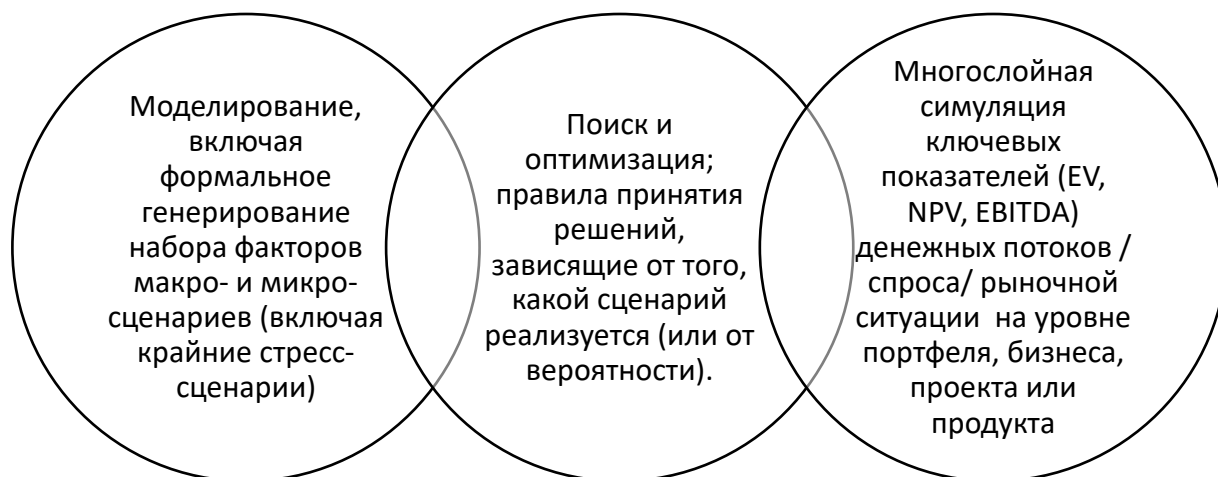 Моделирование,
включая
формальное
генерирование
набора факторов
макро- и микро-
сценариев (включая
крайние стресс-
сценарии)
Поиск и
оптимизация;
правила принятия
решений,
зависящие от того,
какой сценарий
реализуется (или от
вероятности).
Многослойная
симуляция
ключевых
показателей (EV,
NPV, EBITDA)
денежных потоков /
спроса/ рыночной
ситуации на уровне
портфеля, бизнеса,
проекта или
продукта